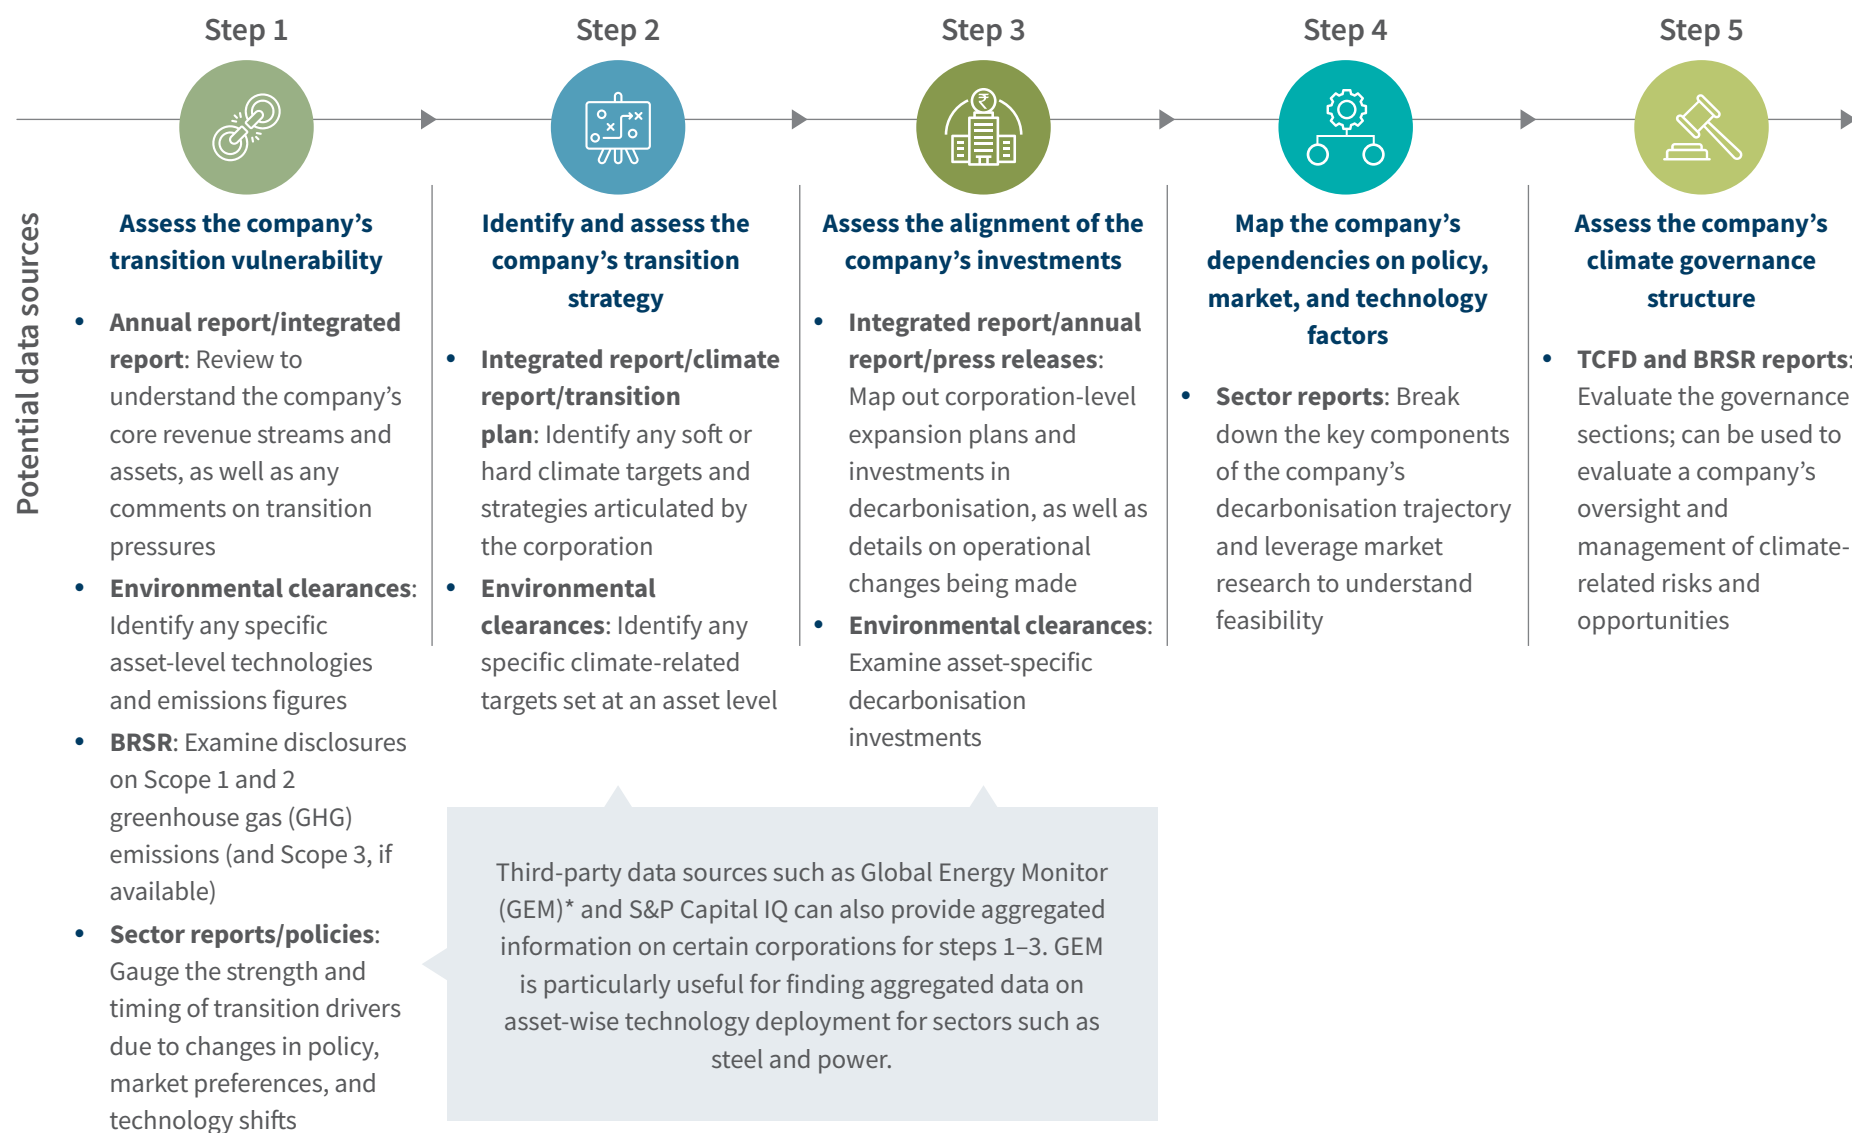 Step 1
Step 2
Step 3
Step 4
Step 5
₹
Potential data sources
Assess the company's
transition vulnerability
• Annual report/integrated
report: Review to
understand the company's
core revenue streams and
assets, as well as any
comments on transition
pressures
• Environmental clearances:
Identify any specific
asset-level technologies
and emissions figures
• BRSR: Examine disclosures
on Scope 1 and 2
greenhouse gas (GHG)
emissions (and Scope 3, if
available)
• Sector reports/policies:
Gauge the strength and
timing of transition drivers
due to changes in policy,
market preferences, and
technology shifts
Identify and assess the
company's transition
strategy
• Integrated report/climate
report/transition
plan: Identify any soft or
hard climate targets and
strategies articulated by
the corporation
• Environmental
clearances: Identify any
specific climate-related
targets set at an asset level
Assess the alignment of the
company's investments
• Integrated report/annual
report/press releases:
Map out corporation-level
expansion plans and
investments in
decarbonisation, as well as
details on operational
changes being made
• Environmental clearances:
Examine asset-specific
decarbonisation
investments
Map the company's
dependencies on policy,
market, and technology
factors
• Sector reports: Break
down the key components
of the company's
decarbonisation trajectory
and leverage market
research to understand
feasibility
Assess the company's
climate governance
structure
• TCFD and BRSR reports:
Evaluate the governance
sections; can be used to
evaluate a company's
oversight and
management of climate-
related risks and
opportunities
Third-party data sources such as Global Energy Monitor
(GEM)* and S&P Capital IQ can also provide aggregated
information on certain corporations for steps 1–3. GEM
is particularly useful for finding aggregated data on
asset-wise technology deployment for sectors such as
steel and power.